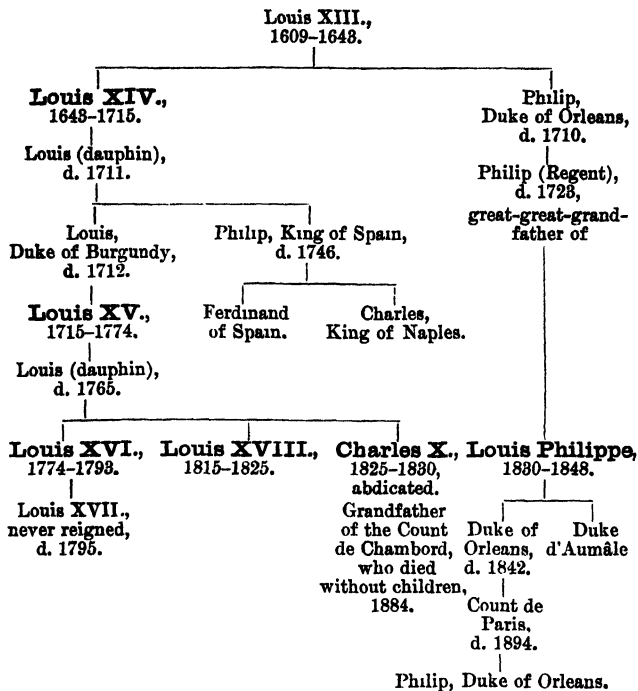 Louis XIII.,
1609–1643.
Louis XIV.,
1643–1715.
Philip,
Duke of Orleans,
d. 1710.
Louis (dauphin),
d. 1711.
Philip (Regent),
d. 1723,
great-great-grand-
father of
Louis,
Duke of Burgundy,
d. 1712.
Philip, King of Spain,
d. 1746.
Louis XV.,
1715–1774.
Ferdinand
of Spain.
Charles,
King of Naples.
Louis (dauphin),
d. 1765.
Louis XVI.,
1774–1793.
Louis XVIII.,
1815–1825.
Charles X.,
1825–1830,
abdicated.
Grandfather
of the Count
de Chambord,
who died
without children,
1884.
Louis Philippe,
1830–1848.
Louis XVII.,
never reigned,
d. 1795.
Duke of
Orleans,
d. 1842.
Duke
d'Aumâle
Count de
Paris,
d. 1894.
Philip, Duke of Orleans.